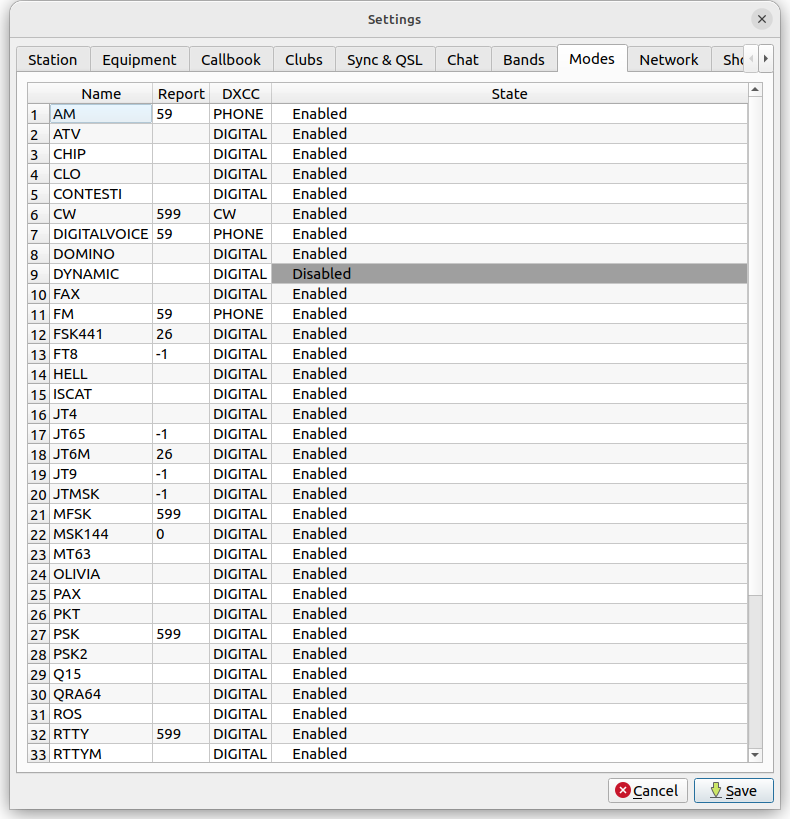 Settings
Station Equipment Callbook Clubs Sync & QSL Chat Bands Modes Network
Name Report DXCC State
1 AM 59 PHONE Enabled
2 ATV DIGITAL Enabled
3 CHIP DIGITAL Enabled
4 CLO DIGITAL Enabled
5 CONTESTI DIGITAL Enabled
6 CW 599 CW Enabled
7 DIGITALVOICE 59 PHONE Enabled
8 DOMINO DIGITAL Enabled
9 DYNAMIC DIGITAL Disabled
10 FAX DIGITAL Enabled
11 FM 59 PHONE Enabled
12 FSK441 26 DIGITAL Enabled
13 FT8 -1 DIGITAL Enabled
14 HELL DIGITAL Enabled
15 ISCAT DIGITAL Enabled
16 JT4 DIGITAL Enabled
17 JT65 -1 DIGITAL Enabled
18 JT6M 26 DIGITAL Enabled
19 JT9 -1 DIGITAL Enabled
20 JTMSK -1 DIGITAL Enabled
21 MFSK 599 DIGITAL Enabled
22 MSK144 0 DIGITAL Enabled
23 MT63 DIGITAL Enabled
24 OLIVIA DIGITAL Enabled
25 PAX DIGITAL Enabled
26 PKT DIGITAL Enabled
27 PSK 599 DIGITAL Enabled
28 PSK2 DIGITAL Enabled
29 Q15 DIGITAL Enabled
30 QRA64 DIGITAL Enabled
31 ROS DIGITAL Enabled
32 RTTY 599 DIGITAL Enabled
33 RTTYM DIGITAL Enabled
Cancel Save